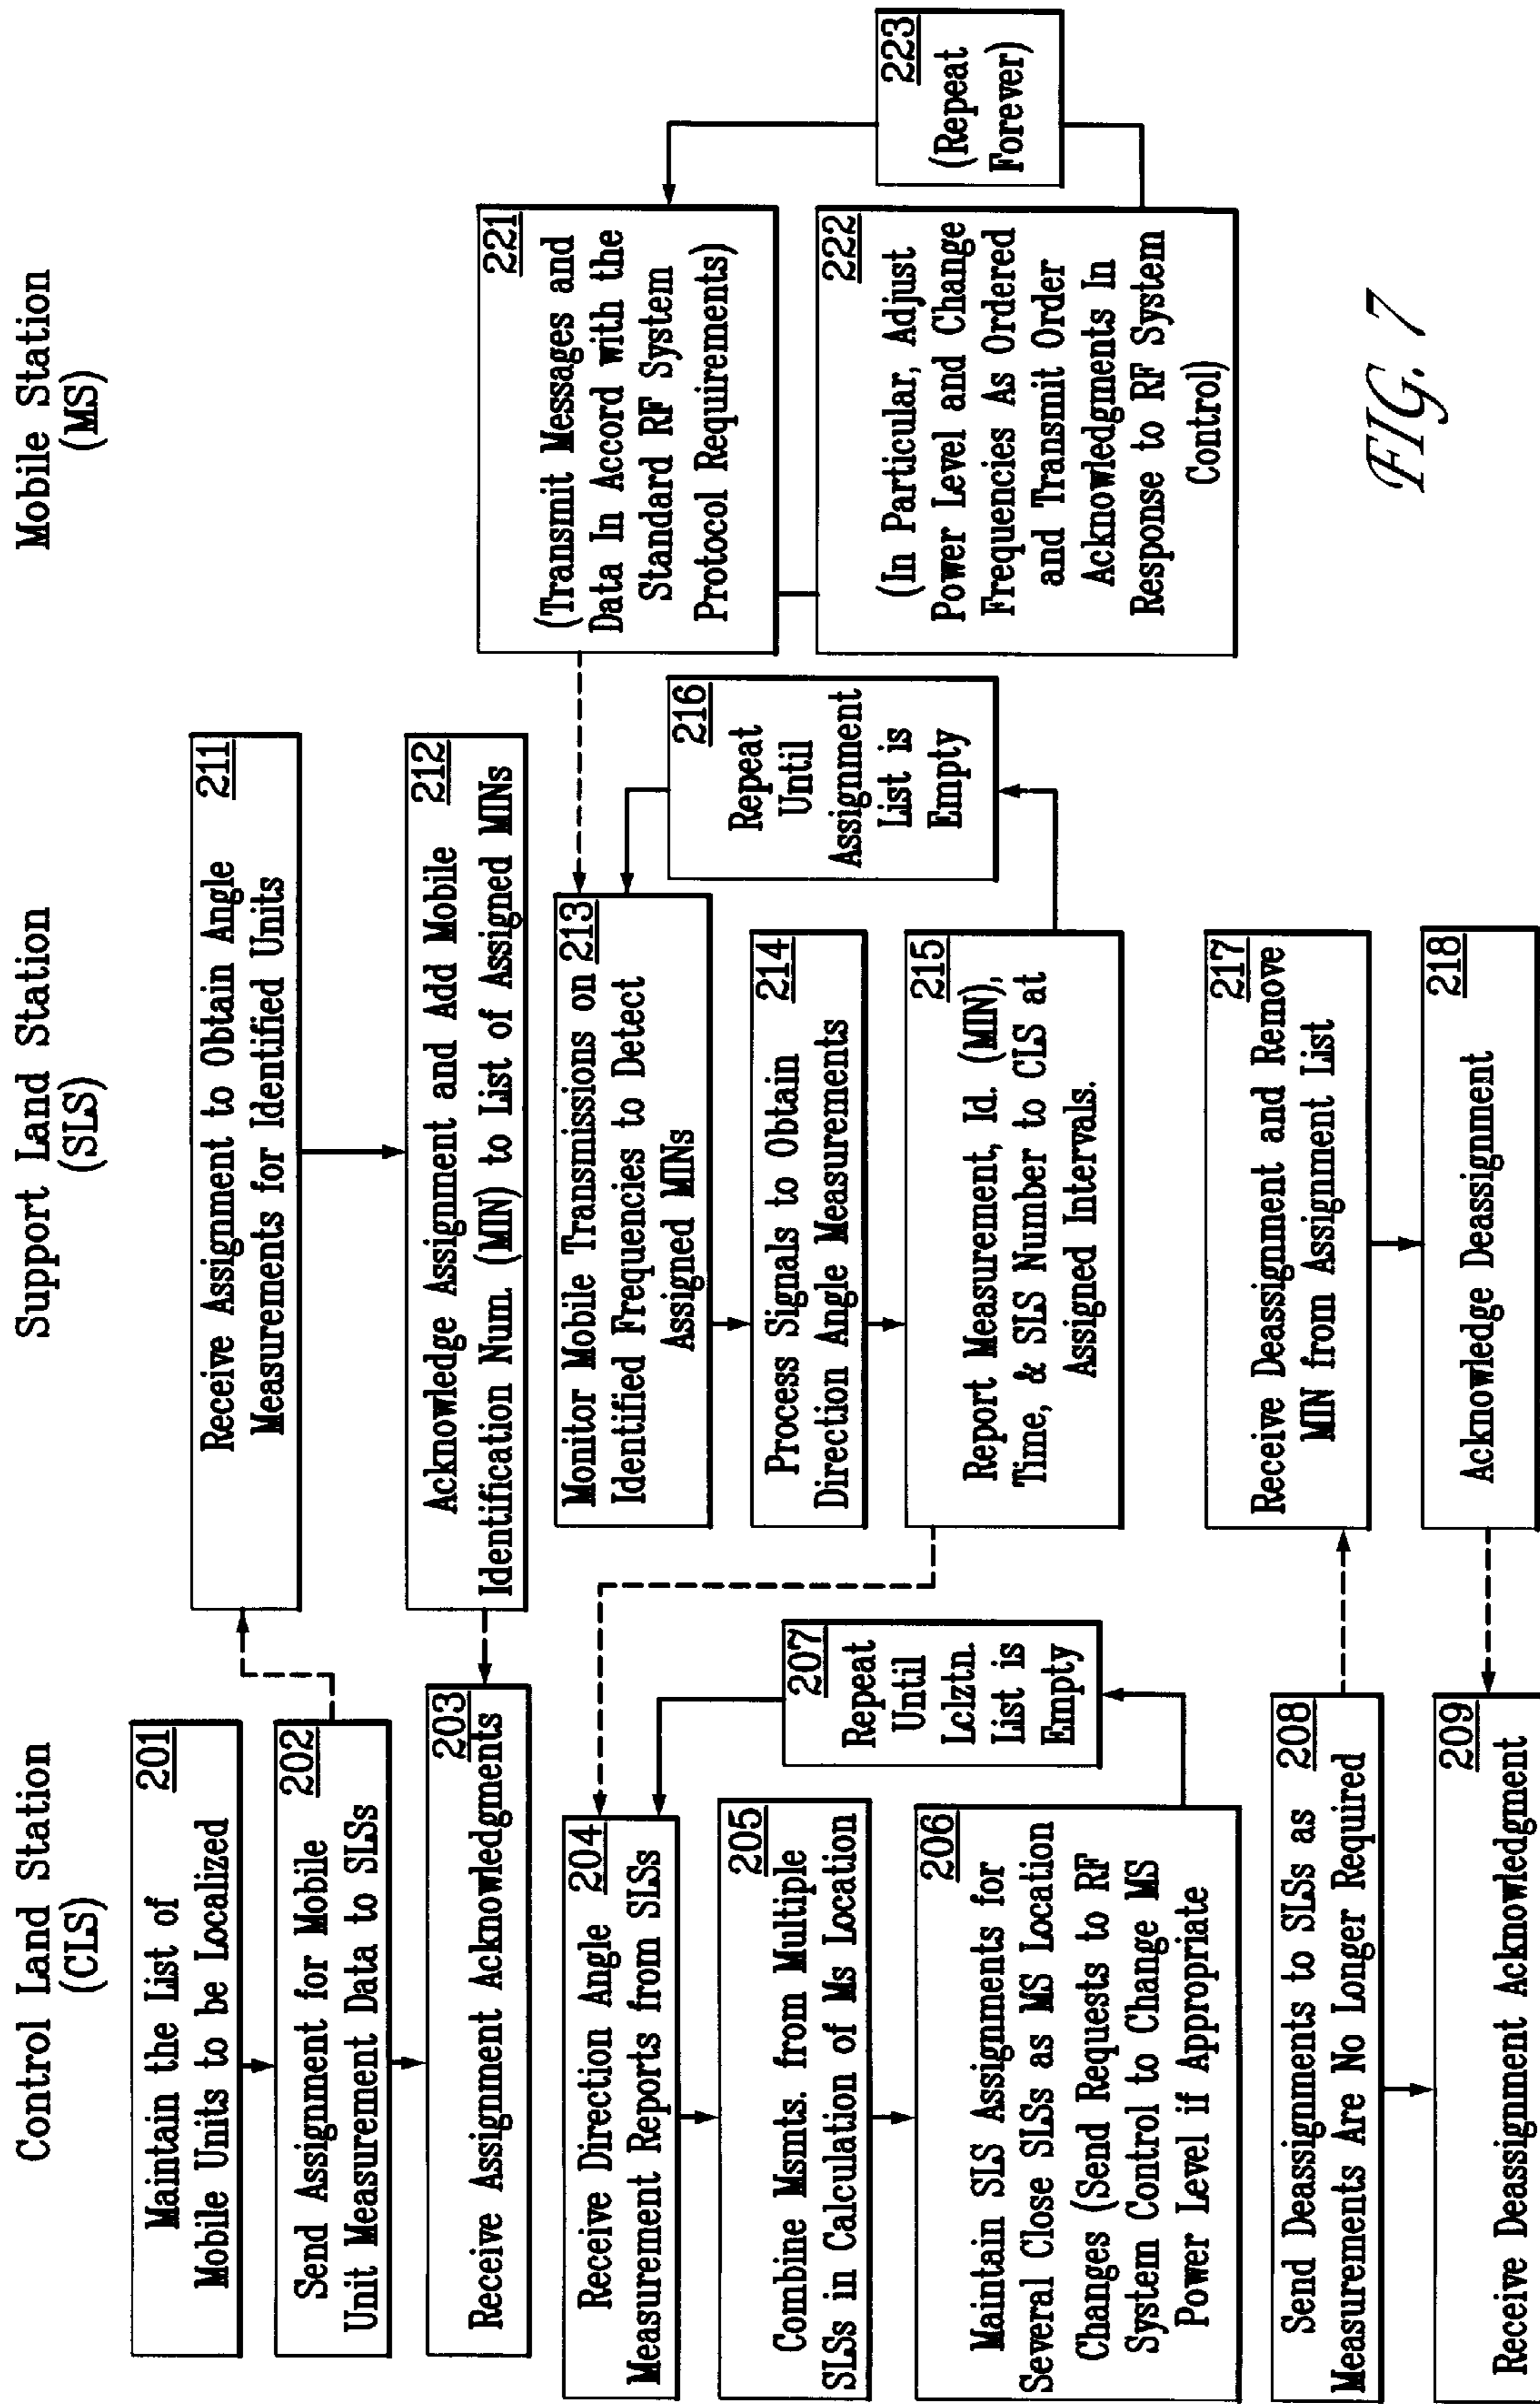 Control Land Station
(CLS)
201
Maintain the List of
Mobile Units to be Localized
202
Send Assignment for Mobile
Unit Measurement Data to SLSs
203
Receive Assignment Acknowledgments
204
Receive Direction Angle
Measurement Reports from SLSs
205
Combine Msmts. from Multiple
SLSs in Calculation of Ms Location
206
Maintain SLS Assignments for
Several Close SLSs as MS Location
Changes (Send Requests to RF
System Control to Change MS
Power Level if Appropriate
207
Repeat
Until
Lclztn.
List is
Empty
208
Send Deassignments to SLSs as
Measurements Are No Longer Required
209
Receive Deassignment Acknowledgment
Support Land Station
(SLS)
211
Receive Assignment to Obtain Angle
Measurements for Identified Units
212
Acknowledge Assignment and Add Mobile
Identification Num. (MIN) to List of Assigned MINs
213
Monitor Mobile Transmissions on
Identified Frequencies to Detect
Assigned MINs
214
Process Signals to Obtain
Direction Angle Measurements
215
Report Measurement, Id. (MIN),
Time, & SLS Number to CLS at
Assigned Intervals.
216
Repeat
Until
Assignment
List is
Empty
217
Receive Deassignment and Remove
MIN from Assignment List
218
Acknowledge Deassignment
Mobile Station
(MS)
221
(Transmit Messages and
Data In Accord with the
Standard RF System
Protocol Requirements)
222
(In Particular, Adjust
Power Level and Change
Frequencies As Ordered
and Transmit Order
Acknowledgments In
Response to RF System
Control)
223
(Repeat
Forever)
FIG. 7